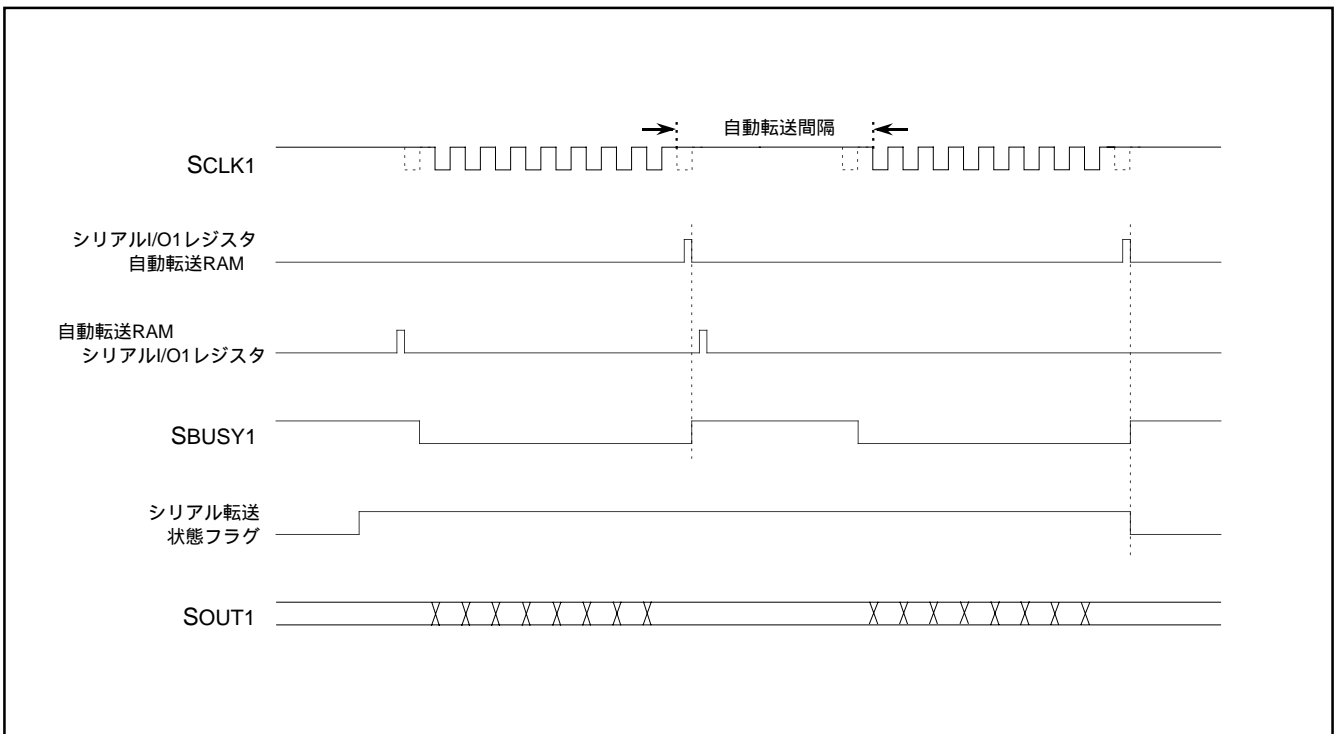 自動転送間隔
SCLK1
シリアルI/O1レジスタ
自動転送RAM
自動転送RAM
シリアルI/O1レジスタ
SBUSY1
シリアル転送
状態フラグ
SOUT1